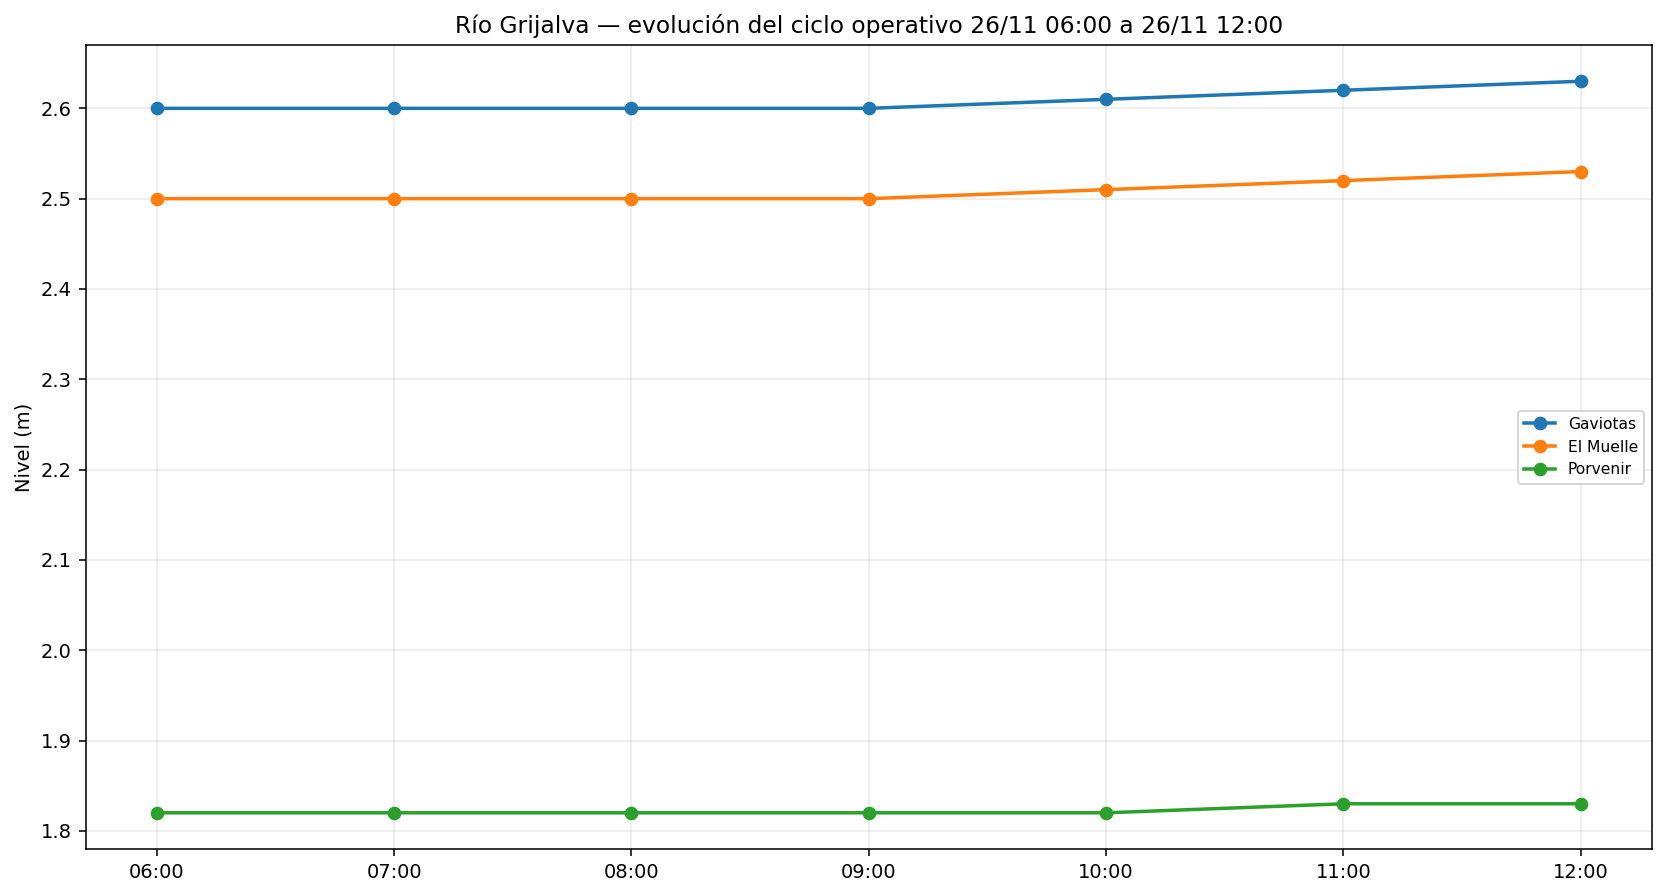 Río Grijalva — evolución del ciclo operativo 26/11 06:00 a 26/11 12:00
Nivel (m)
2.6
2.5
2.4
2.3
2.2
2.1
2.0
1.9
1.8
Gaviotas
El Muelle
Porvenir
06:00 07:00 08:00 09:00 10:00 11:00 12:00